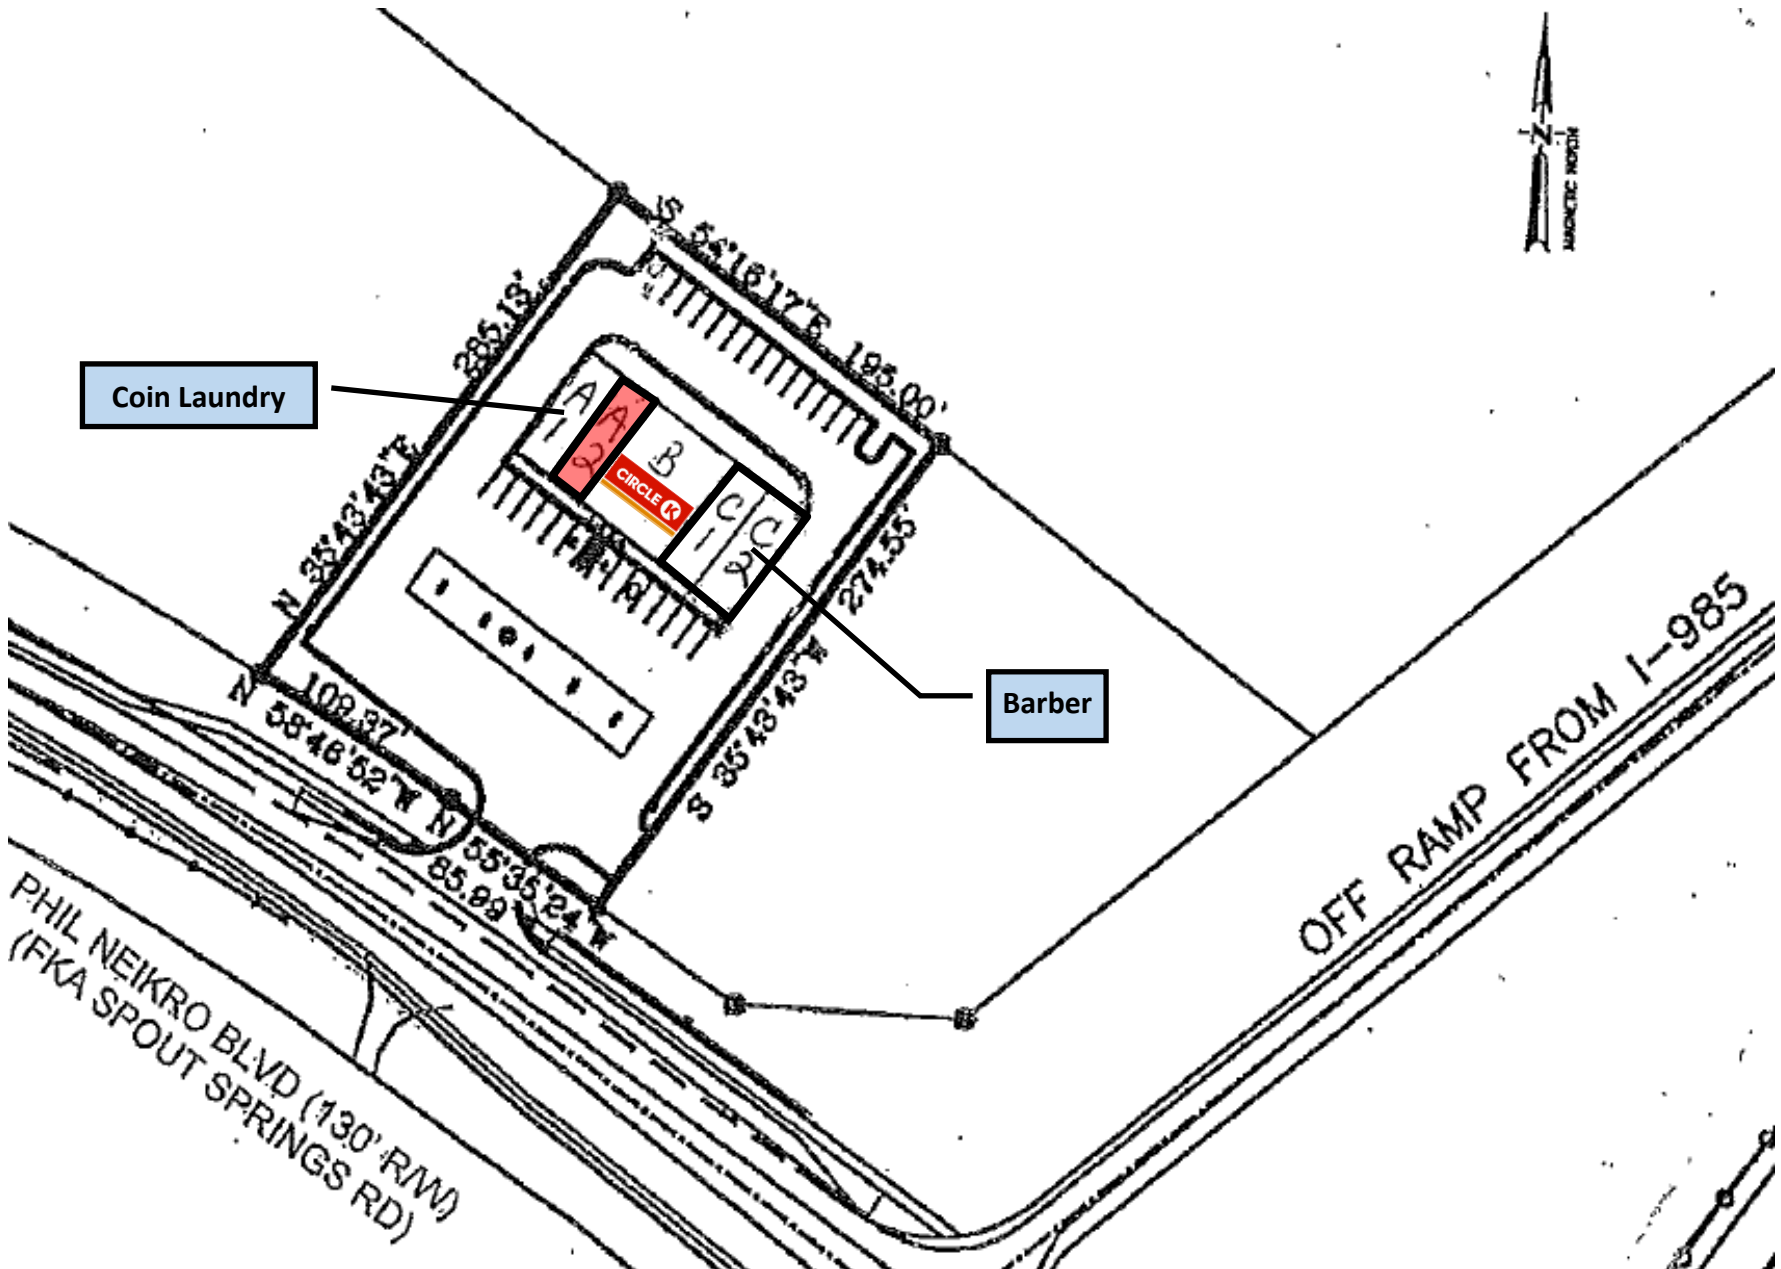 N
MAGNETIC NORTH
S 54°16'17"E 195.00'
285.13'
N 35°43'43"E
Coin Laundry
A
1
A
2
B
CIRCLE K
C
1
C
2
274.55'
S 35°43'43"W
Barber
109.37'
N 58°46'52"W
N 55°35'24"W
85.99'
OFF RAMP FROM I-985
PHIL NEIKRO BLVD (130' R/W)
(FKA SPOUT SPRINGS RD)